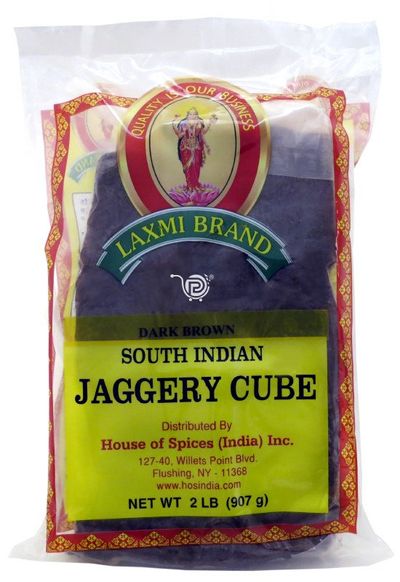 QUALITY IS OUR BUSINESS
LAXMI BRAND
DARK BROWN
SOUTH INDIAN
JAGGERY CUBE
Distributed By
House of Spices (India) Inc.
127-40, Willets Point Blvd.
Flushing, NY - 11368
www.hosindia.com
NET WT 2 LB (907 g)